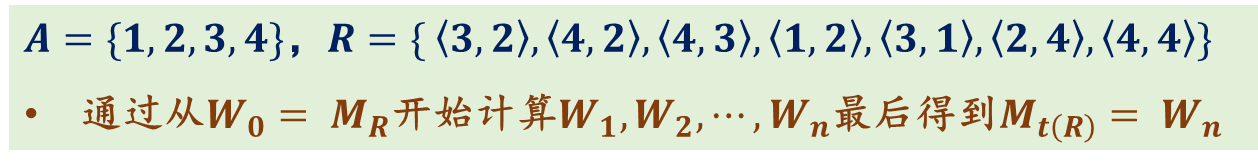 A = {1, 2, 3, 4}, R = { ⟨3, 2⟩, ⟨4, 2⟩, ⟨4, 3⟩, ⟨1, 2⟩, ⟨3, 1⟩, ⟨2, 4⟩, ⟨4, 4⟩}
• 通过从W₀ = M_R开始计算W₁, W₂, ⋯, Wₙ最后得到M_{t(R)} = Wₙ